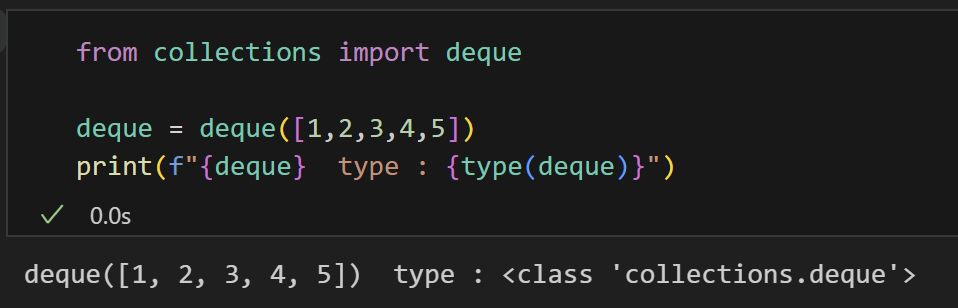 from collections import deque
deque = deque([1,2,3,4,5])
print(f"{deque}  type : {type(deque)}")
0.0s
deque([1, 2, 3, 4, 5])  type : <class 'collections.deque'>